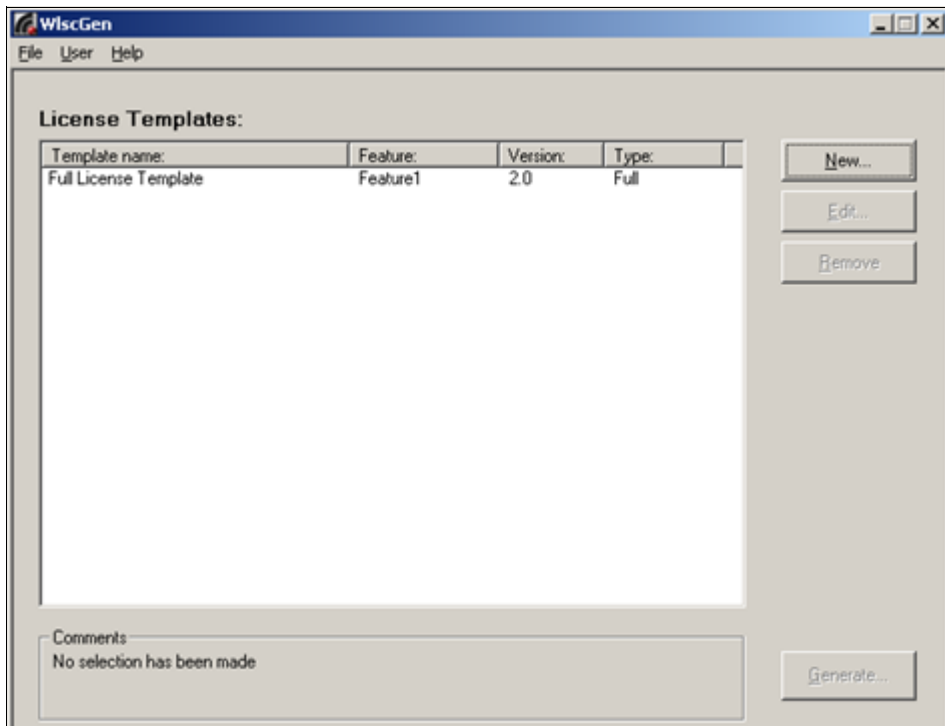 WlscGen
File User Help
License Templates:
Template name: Feature: Version: Type:
Full License Template Feature1 2.0 Full
New...
Edit...
Remove
Comments
No selection has been made
Generate...